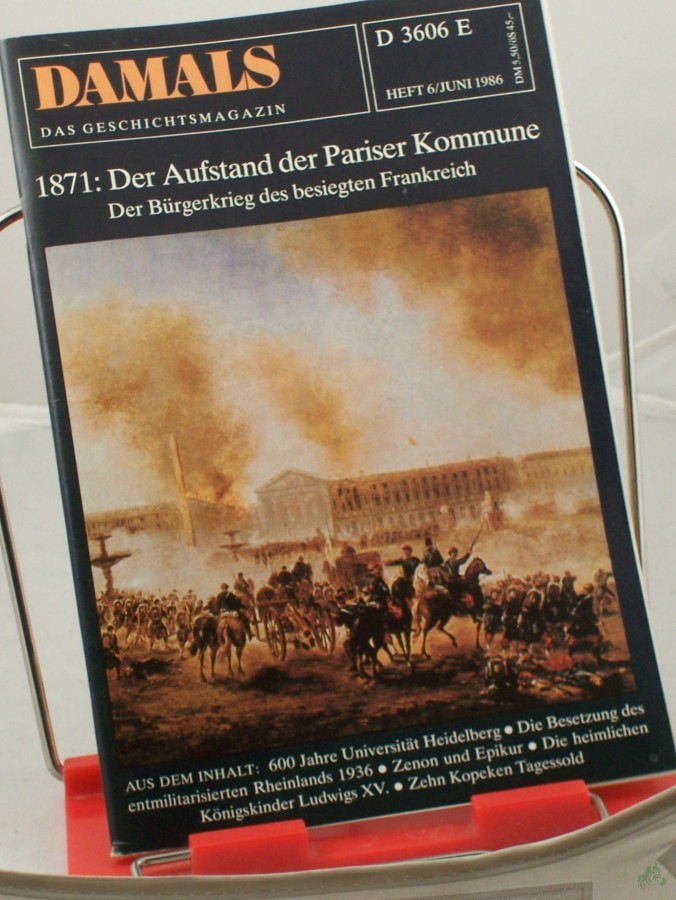 DAMALS
DAS GESCHICHTSMAGAZIN
D 3606 E
HEFT 6/JUNI 1986
DM 5,50/öS 45,–
1871: Der Aufstand der Pariser Kommune
Der Bürgerkrieg des besiegten Frankreich
AUS DEM INHALT: 600 Jahre Universität Heidelberg ● Die Besetzung des
entmilitarisierten Rheinlands 1936 ● Zenon und Epikur ● Die heimlichen
Königskinder Ludwigs XV. ● Zehn Kopeken Tagessold